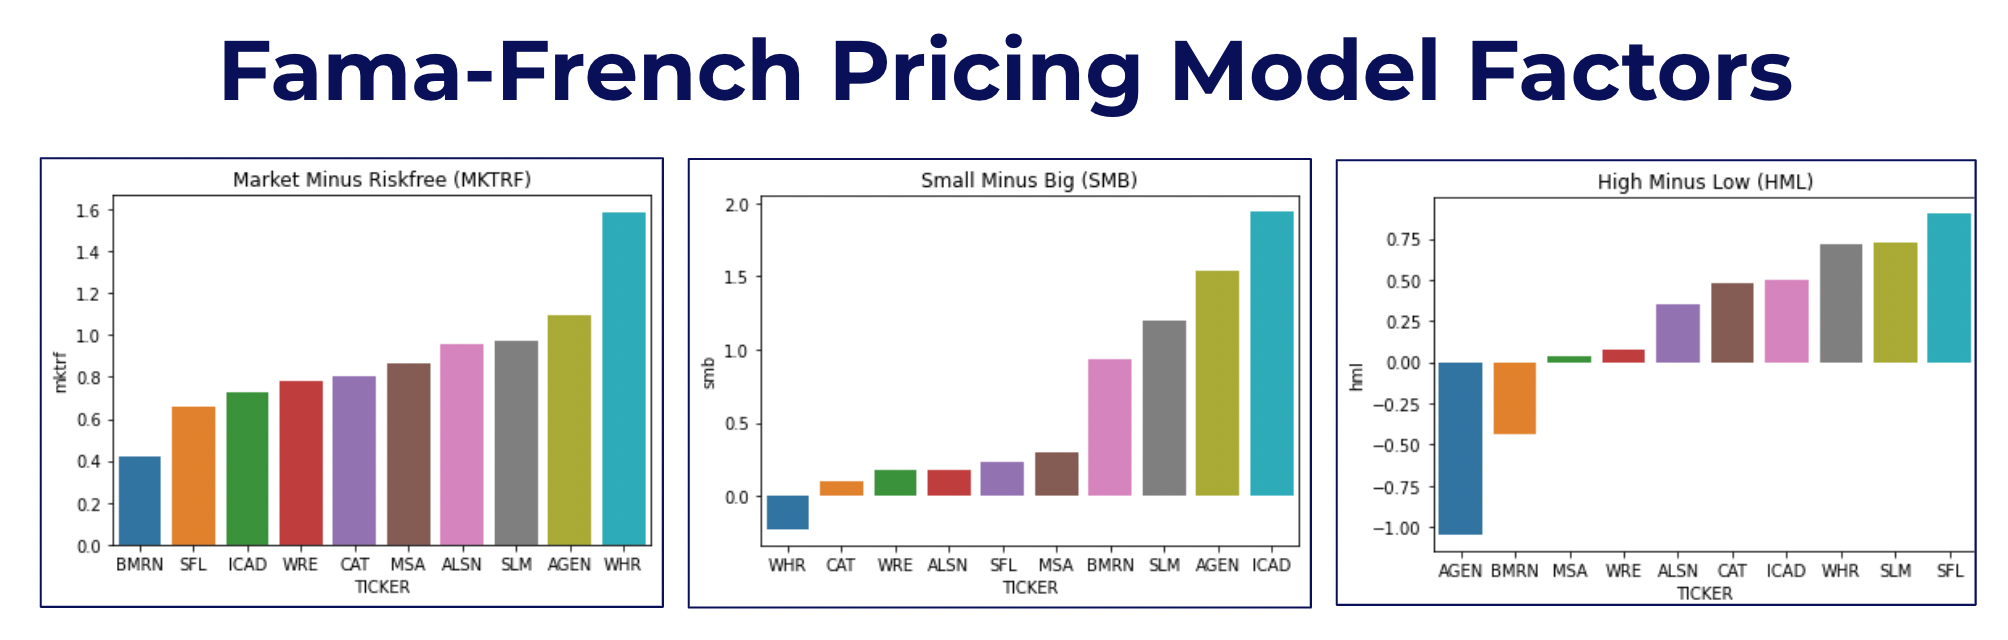 Fama-French Pricing Model Factors
Market Minus Riskfree (MKTRF)
1.6
1.4
1.2
1.0
0.8
0.6
0.4
0.2
0.0
mktrf
BMRN SFL ICAD WRE CAT MSA ALSN SLM AGEN WHR
TICKER
Small Minus Big (SMB)
2.0
1.5
1.0
0.5
0.0
smb
WHR CAT WRE ALSN SFL MSA BMRN SLM AGEN ICAD
TICKER
High Minus Low (HML)
0.75
0.50
0.25
0.00
−0.25
−0.50
−0.75
−1.00
hml
AGEN BMRN MSA WRE ALSN CAT ICAD WHR SLM SFL
TICKER